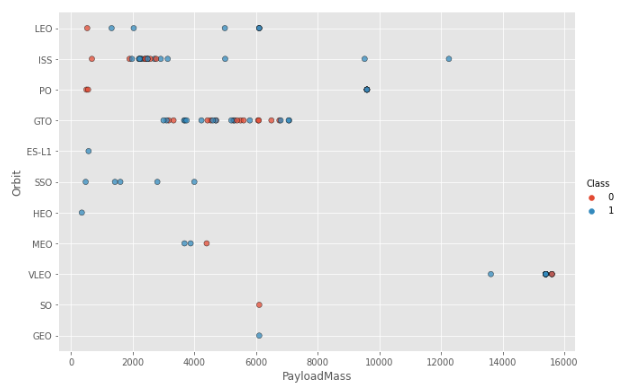 LEO
ISS
PO
GTO
ES-L1
SSO
HEO
MEO
VLEO
SO
GEO
Orbit
0 2000 4000 6000 8000 10000 12000 14000 16000
PayloadMass
Class
0
1